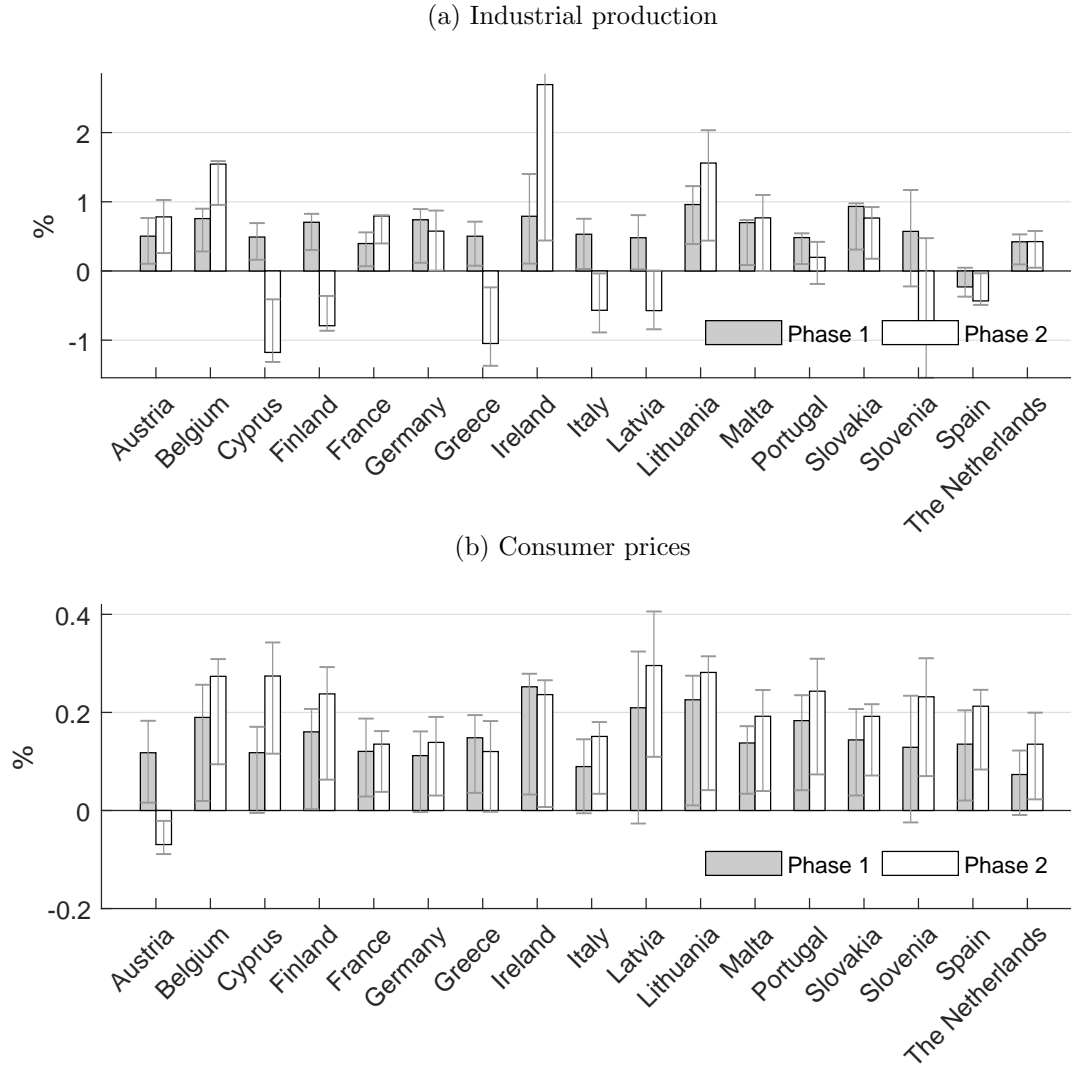 (a) Industrial production
2
1
0
-1
%
Phase 1
Phase 2
Austria
Belgium
Cyprus
Finland
France
Germany
Greece
Ireland
Italy
Latvia
Lithuania
Malta
Portugal
Slovakia
Slovenia
Spain
The Netherlands
(b) Consumer prices
0.4
0.2
0
-0.2
%
Phase 1
Phase 2
Austria
Belgium
Cyprus
Finland
France
Germany
Greece
Ireland
Italy
Latvia
Lithuania
Malta
Portugal
Slovakia
Slovenia
Spain
The Netherlands